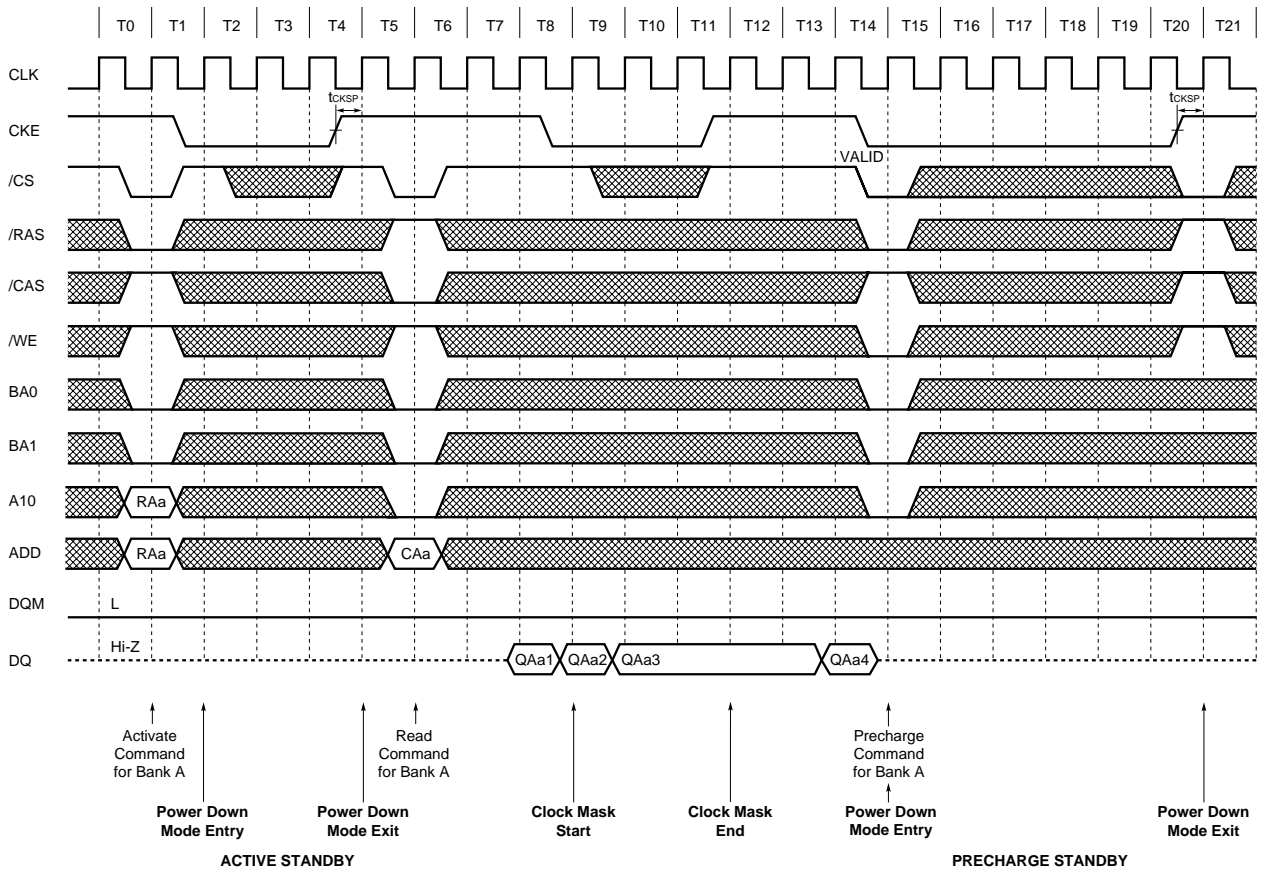 T0 T1 T2 T3 T4 T5 T6 T7 T8 T9 T10 T11 T12 T13 T14 T15 T16 T17 T18 T19 T20 T21
CLK
tCKSP tCKSP
CKE
VALID
/CS
/RAS
/CAS
/WE
BA0
BA1
A10 RAa
ADD RAa CAa
DQM L
Hi-Z
DQ QAa1 QAa2 QAa3 QAa4
Activate
Command
for Bank A
Read
Command
for Bank A
Precharge
Command
for Bank A
Power Down
Mode Entry
Power Down
Mode Exit
Clock Mask
Start
Clock Mask
End
Power Down
Mode Entry
Power Down
Mode Exit
ACTIVE STANDBY
PRECHARGE STANDBY